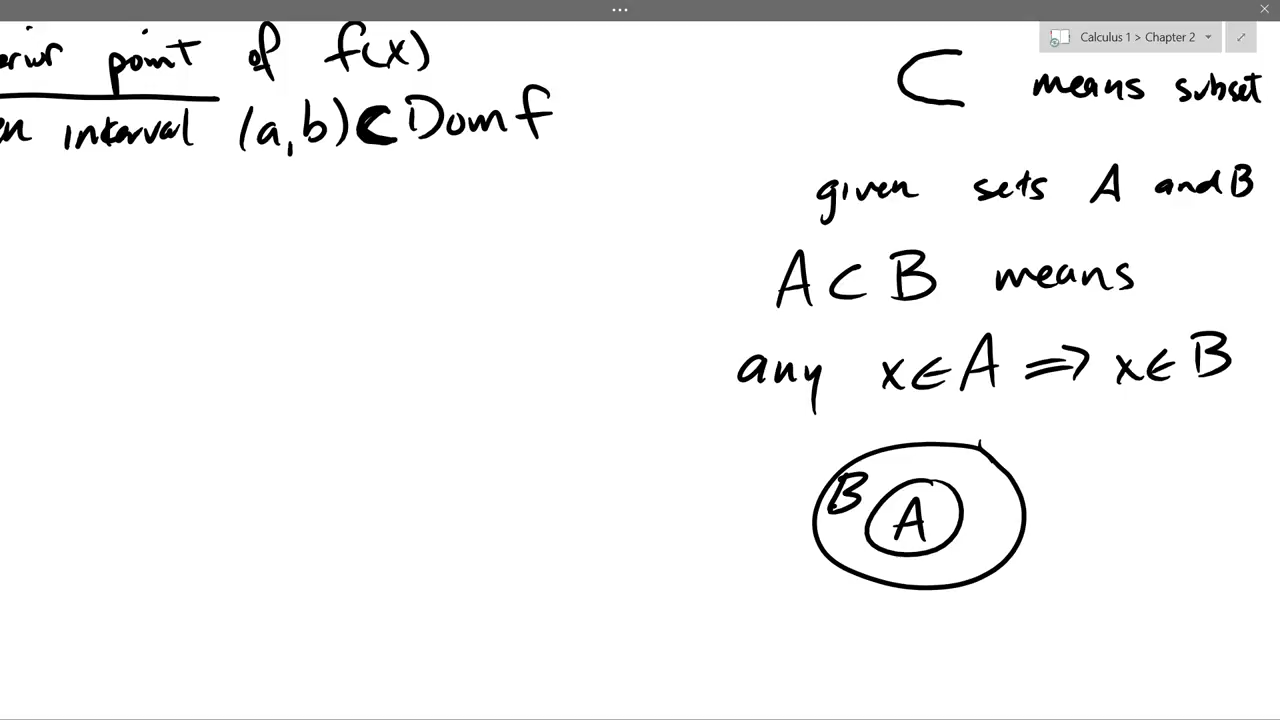 point of f(x)
interval (a,b) ⊂ Dom f
Calculus 1 > Chapter 2
⊂ means subset
given sets A and B
A ⊂ B means
any x ∈ A ⟹ x ∈ B
B
A